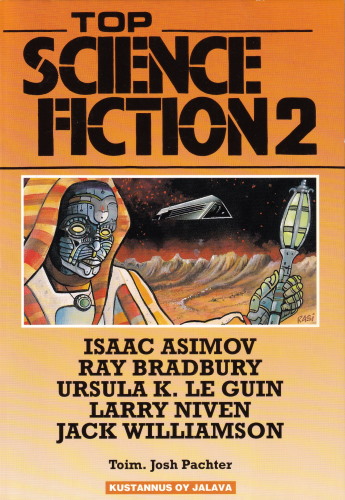 TOP
SCIENCE
FICTION 2
RASI
ISAAC ASIMOV
RAY BRADBURY
URSULA K. LE GUIN
LARRY NIVEN
JACK WILLIAMSON
Toim. Josh Pachter
KUSTANNUS OY JALAVA